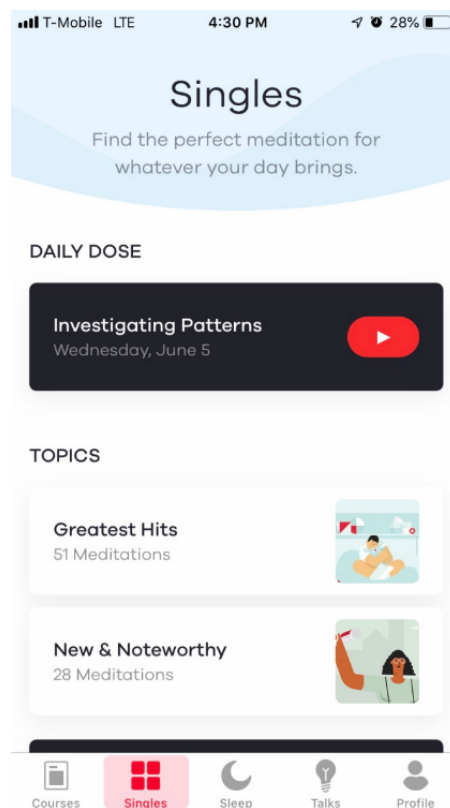 T-Mobile LTE 4:30 PM 28%
Singles
Find the perfect meditation for
whatever your day brings.
DAILY DOSE
Investigating Patterns
Wednesday, June 5
TOPICS
Greatest Hits
51 Meditations
New & Noteworthy
28 Meditations
Courses Singles Sleep Talks Profile